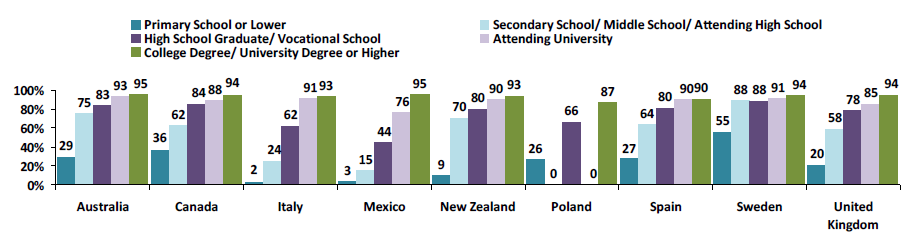 Primary School or Lower
Secondary School/ Middle School/ Attending High School
High School Graduate/ Vocational School
Attending University
College Degree/ University Degree or Higher
100%
80%
60%
40%
20%
0%
29 75 83 93 95
36 62 84 88 94
2 24 62 91 93
3 15 44 76 95
9 70 80 90 93
26 0 66 0 87
27 64 80 90 90
55 88 88 91 94
20 58 78 85 94
Australia
Canada
Italy
Mexico
New Zealand
Poland
Spain
Sweden
United
Kingdom